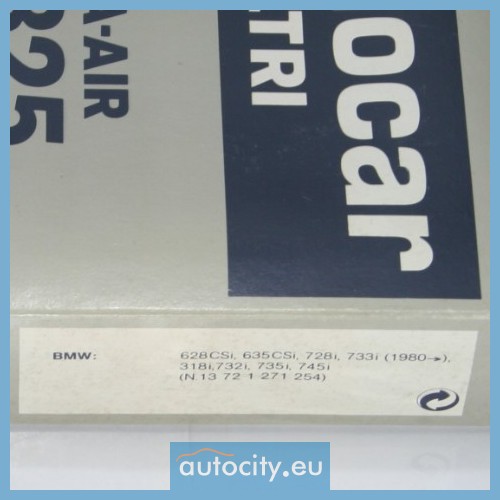 A-AIR
825
ocar
TRI
BMW: 628CSi, 635CSi, 728i, 733i (1980→),
318i,732i, 735i, 745i
(N.13 72 1 271 254)
autocity.eu